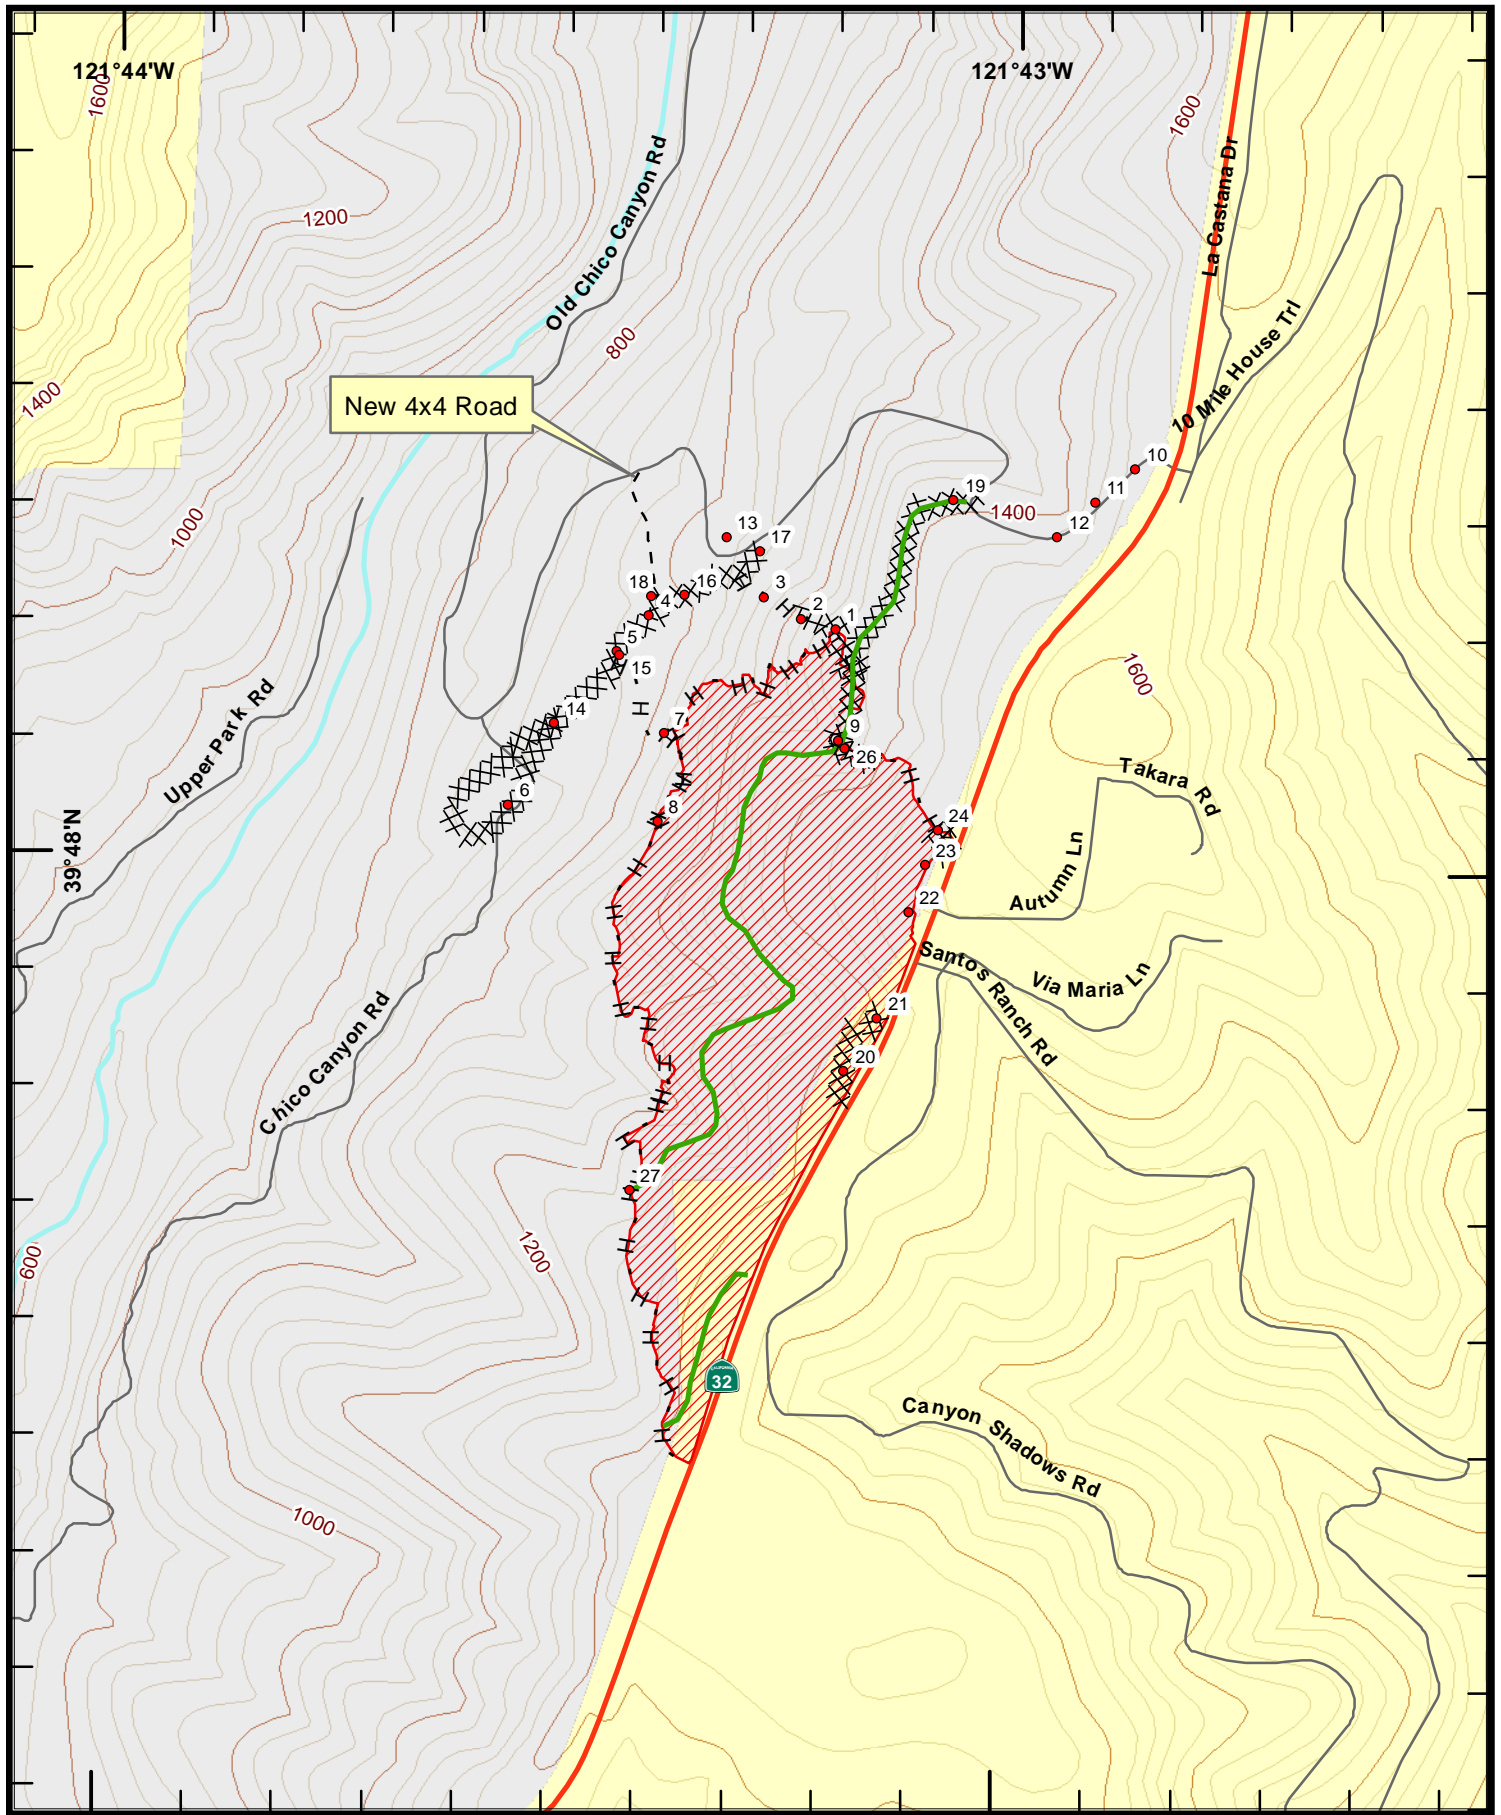 121°44'W
121°43'W
1600
1600
La Castana Dr
Old Chico Canyon Rd
1200
800
10 Mile House Trl
1400
New 4x4 Road
10
11
19
1400
12
1000
13
17
18
16
3
4
2
1
5
15
1600
14
7
9
26
Upper Park Rd
6
8
Takara Rd
24
39°48'N
23
Autumn Ln
22
Santos Ranch Rd
Via Maria Ln
21
Chico Canyon Rd
20
27
600
1200
CALIFORNIA
32
Canyon Shadows Rd
1000